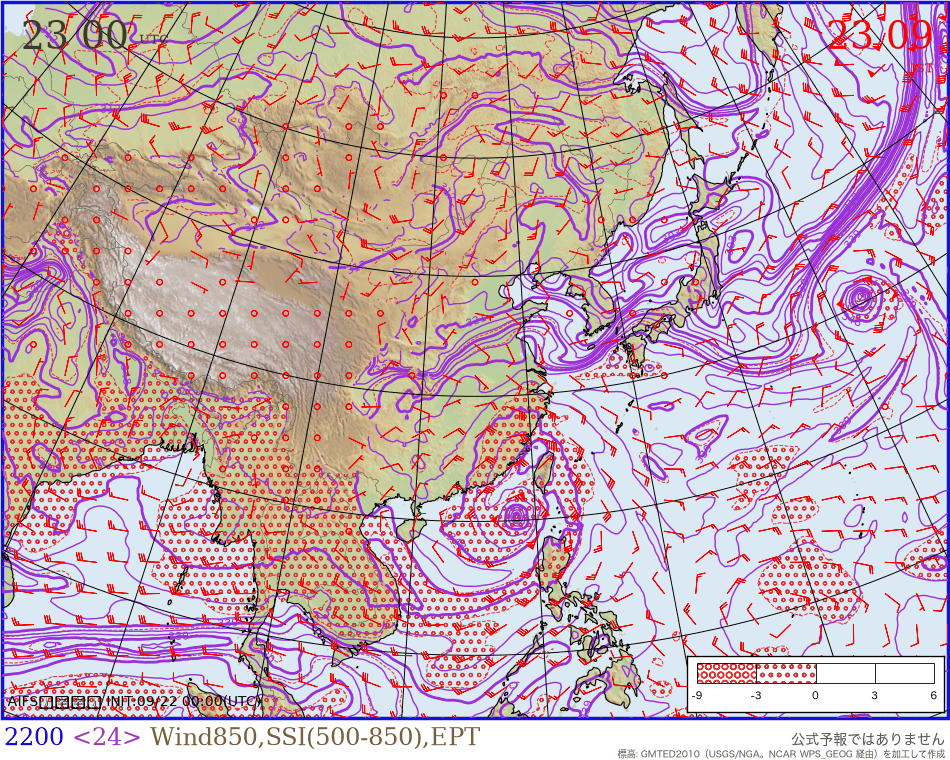 23 00 UTC
23.09 JST
AIFS INIT:09/22 00:00(UTC)
-9 -3 0 3 6
2200 <24> Wind850,SSI(500-850),EPT
公式予報ではありません
標高: GMTED2010（USGS/NGA。NCAR WPS_GEOG 経由）を加工して作成